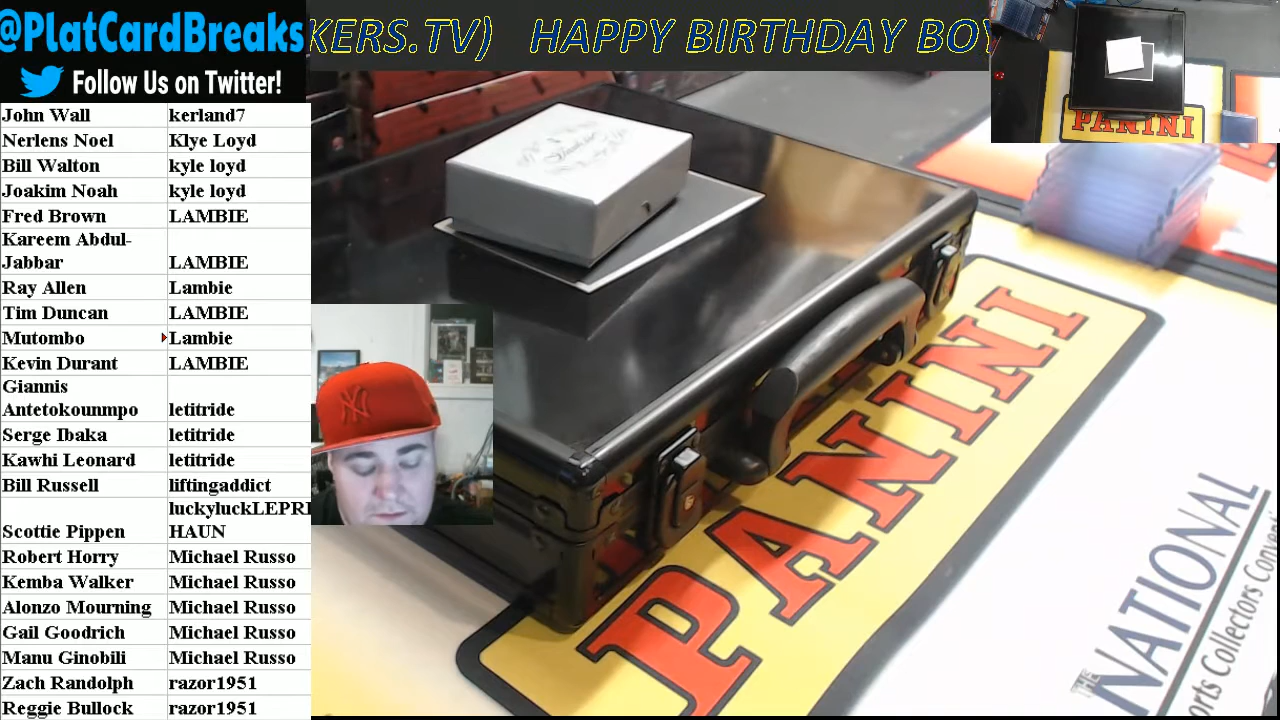 @PlatCardBreaks
Follow Us on Twitter!
KERS.TV) HAPPY BIRTHDAY BOY
John Wall kerland7
Nerlens Noel Klye Loyd
Bill Walton kyle loyd
Joakim Noah kyle loyd
Fred Brown LAMBIE
Kareem Abdul-
Jabbar LAMBIE
Ray Allen Lambie
Tim Duncan LAMBIE
Mutombo Lambie
Kevin Durant LAMBIE
Giannis
Antetokounmpo letitride
Serge Ibaka letitride
Kawhi Leonard letitride
Bill Russell liftingaddict
luckyluckLEPRI
Scottie Pippen HAUN
Robert Horry Michael Russo
Kemba Walker Michael Russo
Alonzo Mourning Michael Russo
Gail Goodrich Michael Russo
Manu Ginobili Michael Russo
Zach Randolph razor1951
Reggie Bullock razor1951
PANINI
PANINI
THE
NATIONAL
orts Collectors Conventi
NY